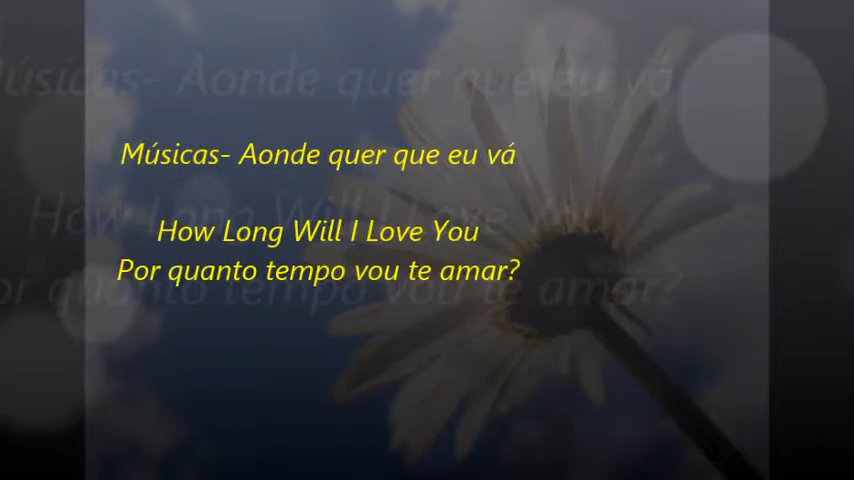 Músicas- Aonde quer que eu vá
How Long Will I Love You
Por quanto tempo vou te amar?